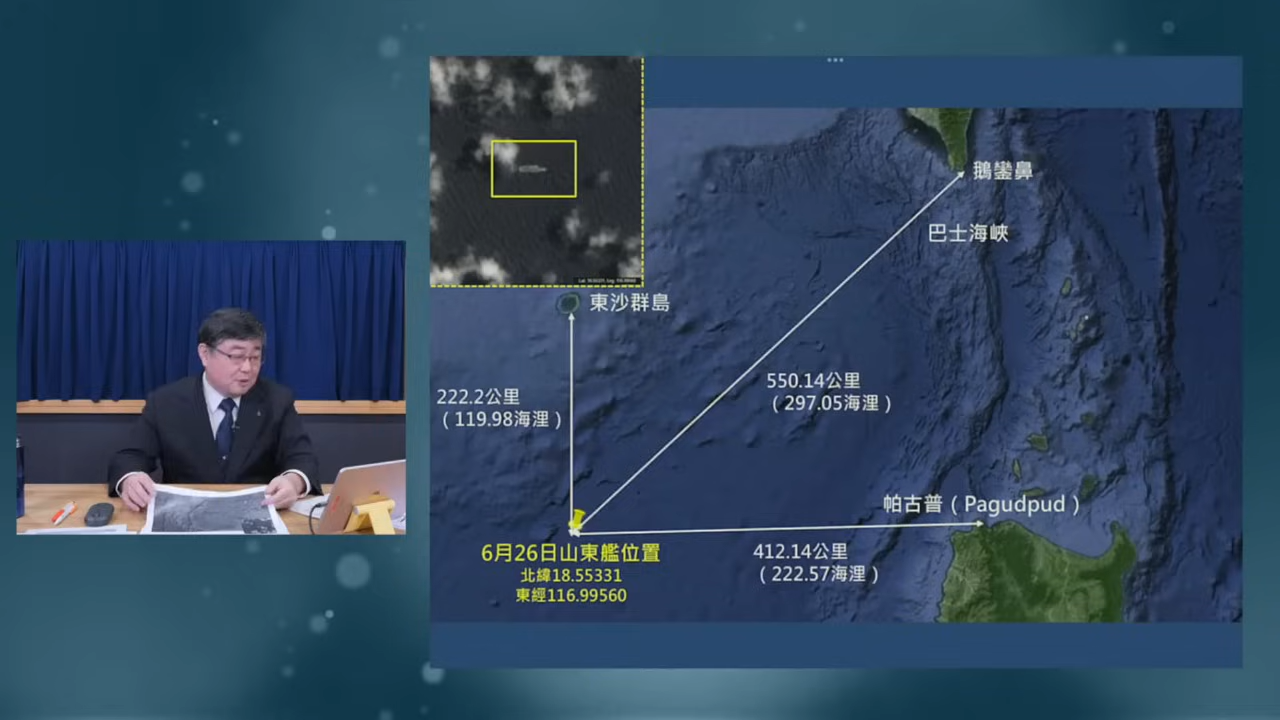 鵝鑾鼻
巴士海峽
東沙群島
222.2公里
（119.98海浬）
550.14公里
（297.05海浬）
帕古普（Pagudpud）
412.14公里
（222.57海浬）
6月26日山東艦位置
北緯18.55331
東經116.99560